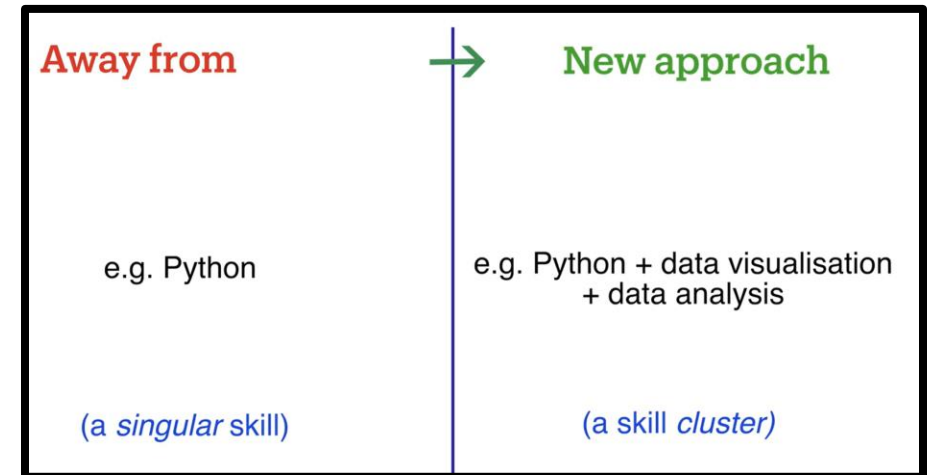 Away from
→
New approach
e.g. Python
e.g. Python + data visualisation
+ data analysis
(a singular skill)
(a skill cluster)